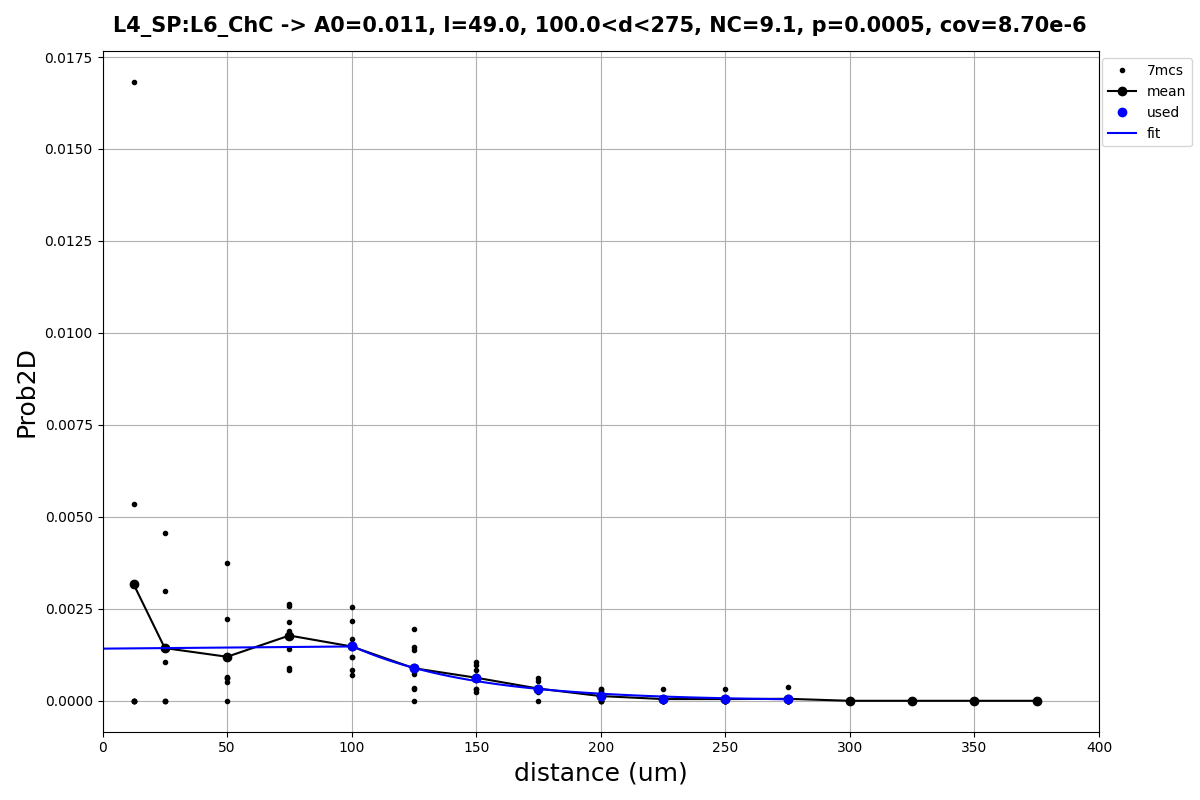 L4_SP:L6_ChC -> A0=0.011, l=49.0, 100.0<d<275, NC=9.1, p=0.0005, cov=8.70e-6
0.0175
0.0150
0.0125
0.0100
0.0075
0.0050
0.0025
0.0000
Prob2D
0 50 100 150 200 250 300 350 400
distance (um)
7mcs
mean
used
fit